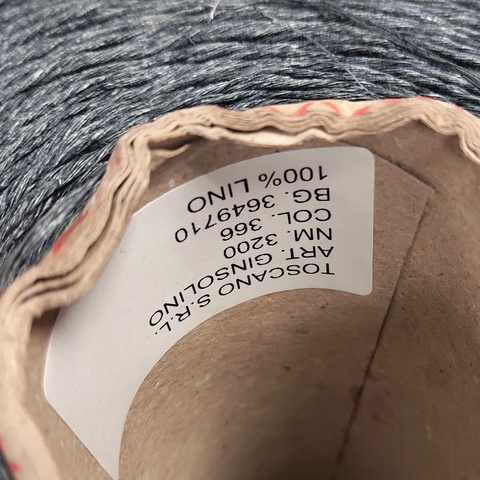 TOSCANO S.R.L.
ART. GINSOLINO
NM. 3200
COL. 366
BG. 3649710
100% LINO